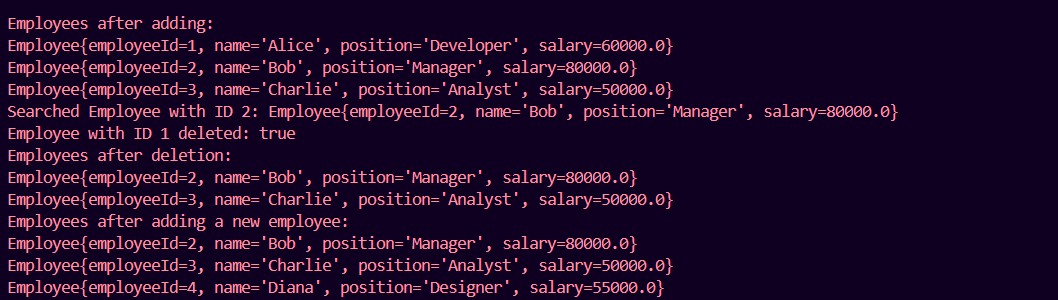 Employees after adding:
Employee{employeeId=1, name='Alice', position='Developer', salary=60000.0}
Employee{employeeId=2, name='Bob', position='Manager', salary=80000.0}
Employee{employeeId=3, name='Charlie', position='Analyst', salary=50000.0}
Searched Employee with ID 2: Employee{employeeId=2, name='Bob', position='Manager', salary=80000.0}
Employee with ID 1 deleted: true
Employees after deletion:
Employee{employeeId=2, name='Bob', position='Manager', salary=80000.0}
Employee{employeeId=3, name='Charlie', position='Analyst', salary=50000.0}
Employees after adding a new employee:
Employee{employeeId=2, name='Bob', position='Manager', salary=80000.0}
Employee{employeeId=3, name='Charlie', position='Analyst', salary=50000.0}
Employee{employeeId=4, name='Diana', position='Designer', salary=55000.0}